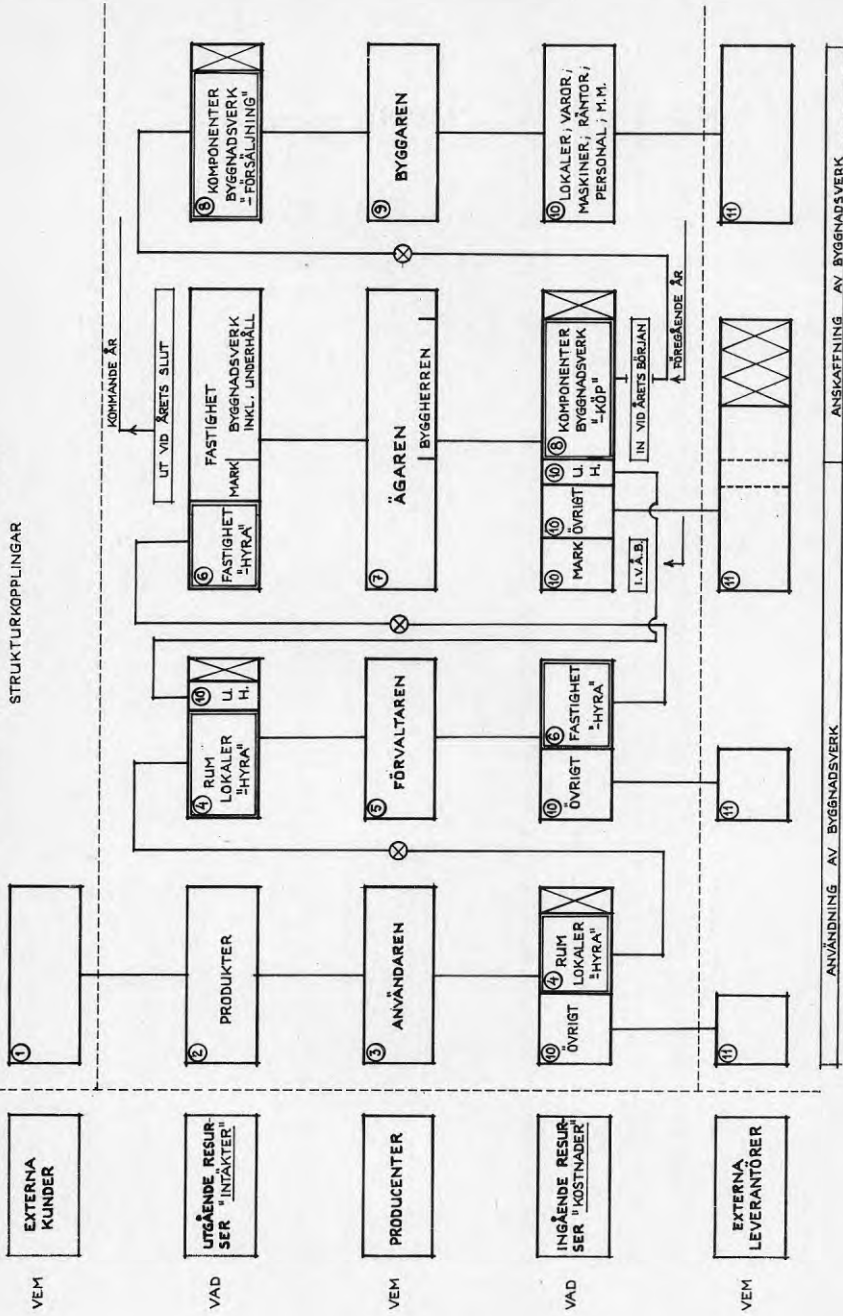 STRUKTURKOPPLINGAR
VEM
EXTERNA
KUNDER
①
VAD
UTGÅENDE RESUR-
SER "INTÄKTER"
②
PRODUKTER
④ RUM
LOKALER
"HYRA"
⑩
U.
H.
⑥
FASTIGHET
-"HYRA"
FASTIGHET
MARK
BYGGNADSVERK
INKL. UNDERHÅLL
UT VID ÅRETS SLUT
KOMMANDE ÅR
⑧ KOMPONENTER
BYGGNADSVERK
"-FÖRSÄLJNING"
VEM
PRODUCENTER
③
ANVÄNDAREN
⑤
FÖRVALTAREN
⑦
ÄGAREN
BYGGHERREN
⑨
BYGGAREN
VAD
INGÅENDE RESUR-
SER "KOSTNADER"
⑩
ÖVRIGT
④ RUM
LOKALER
"HYRA"
⑩
ÖVRIGT
⑥
FASTIGHET
-"HYRA"
⑩
MARK
⑩
ÖVRIGT
⑩
U.
H.
⑧ KOMPONENTER
BYGGNADSVERK
"-KÖP"
I.V.Å.B.
IN VID ÅRETS BÖRJAN
FÖREGÅENDE ÅR
⑩ LOKALER; VAROR;
MASKINER; RÄNTOR;
PERSONAL; M.M.
VEM
EXTERNA
LEVERANTÖRER
⑪
⑪
⑪
⑪
ANVÄNDNING AV BYGGNADSVERK
ANSKAFFNING AV BYGGNADSVERK